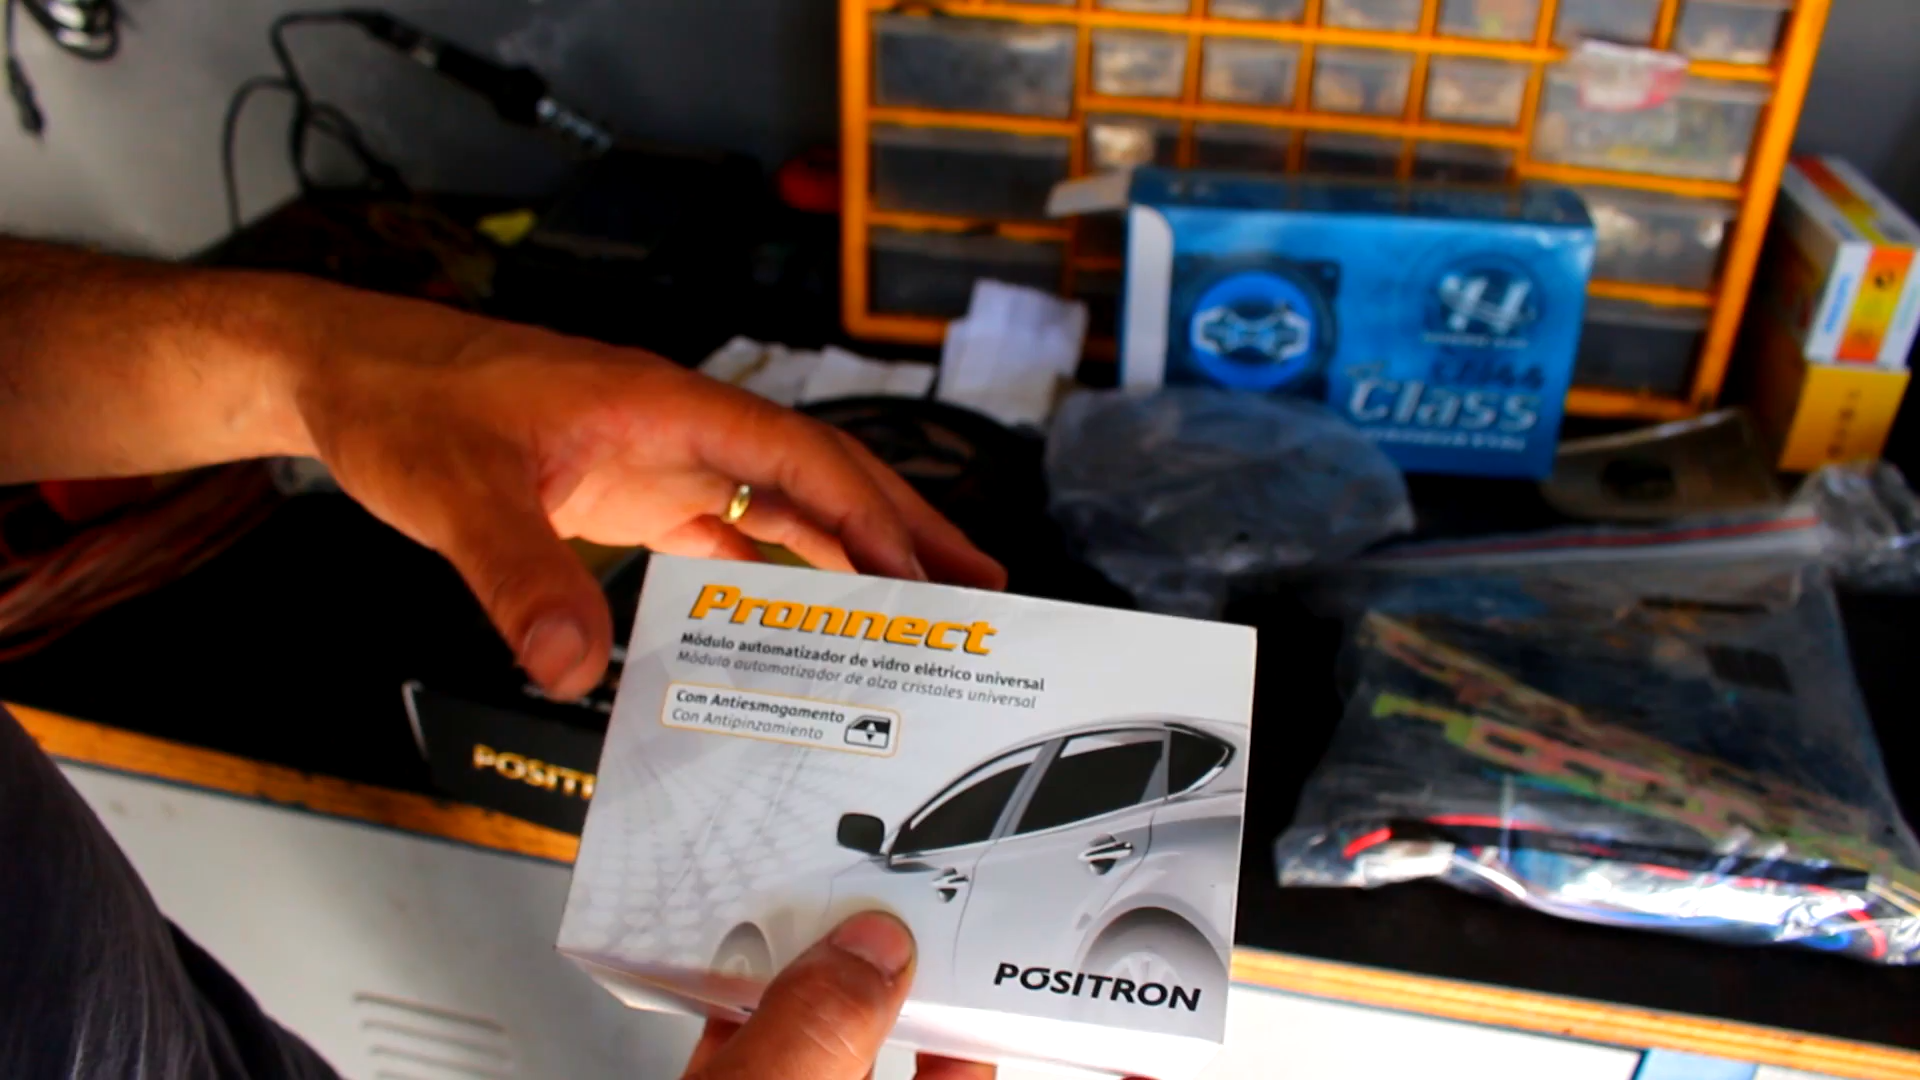 Class
Pronnect
Módulo automatizador de vidro elétrico universal
Módulo automatizador de alza cristales universal
Com Antiesmagamento
Con Antipinzamiento
POSITRON
POSIT